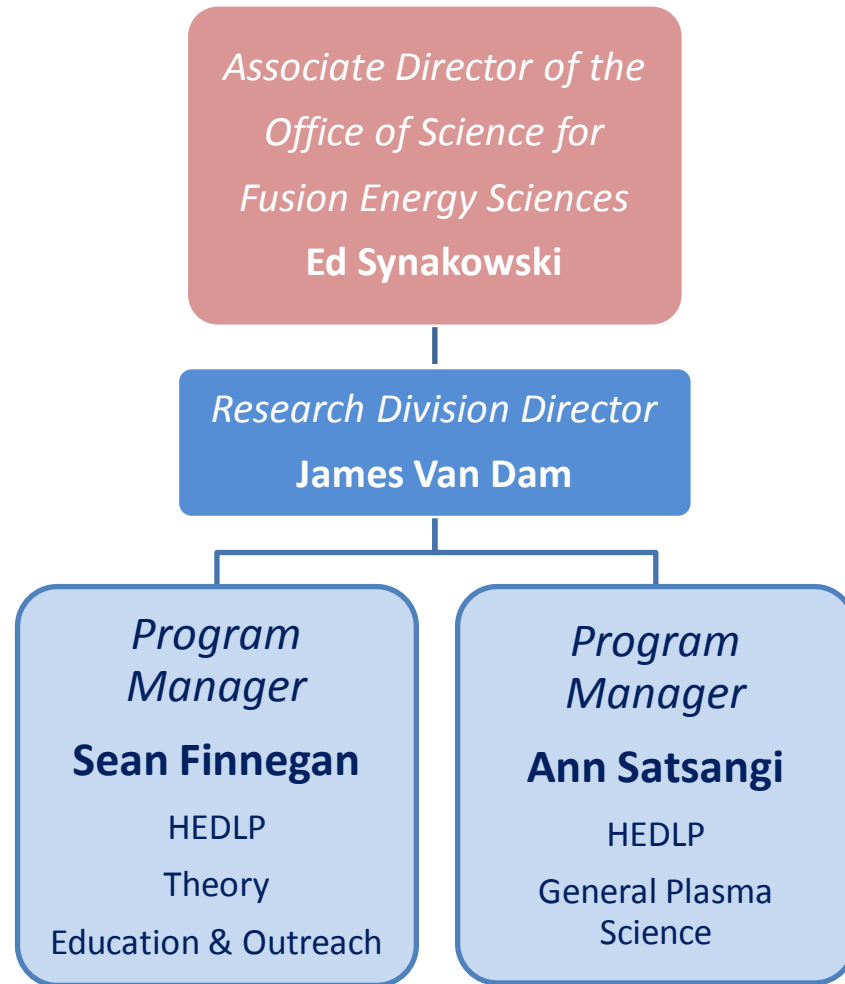 Associate Director of the
Office of Science for
Fusion Energy Sciences
Ed Synakowski
Research Division Director
James Van Dam
Program
Manager
Sean Finnegan
HEDLP
Theory
Education & Outreach
Program
Manager
Ann Satsangi
HEDLP
General Plasma
Science